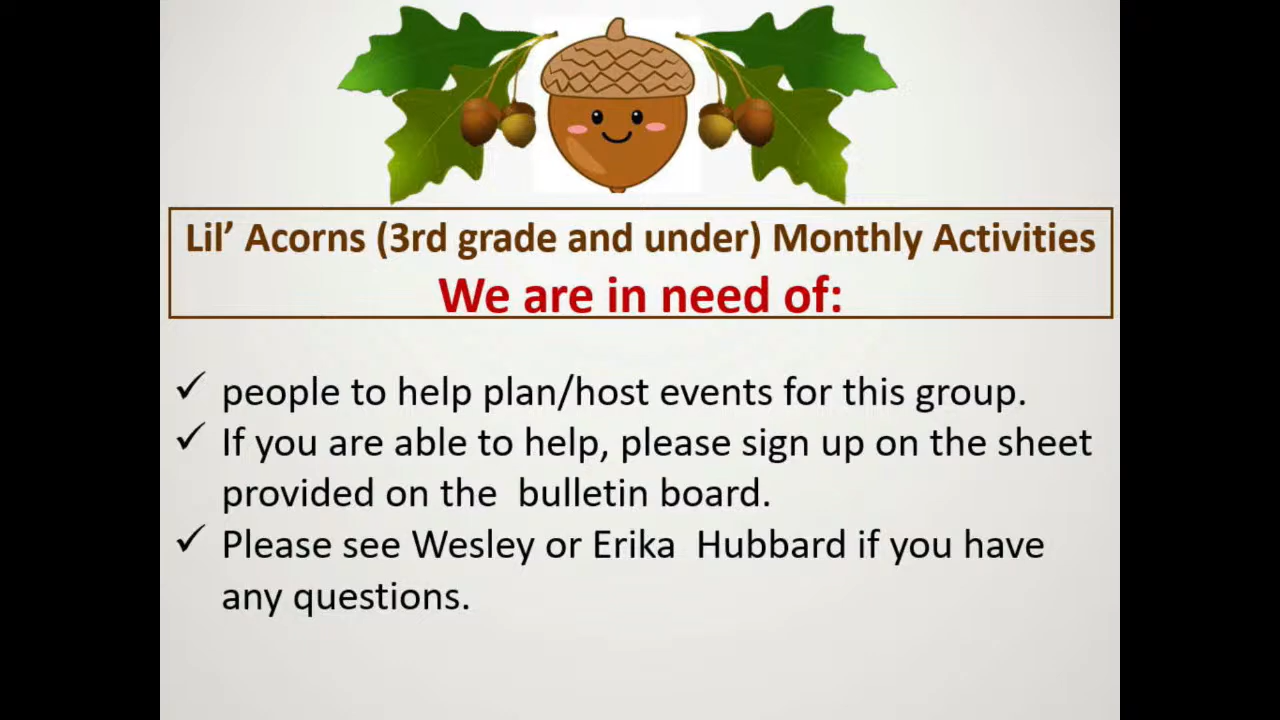 Lil’ Acorns (3rd grade and under) Monthly Activities
We are in need of:
✓ people to help plan/host events for this group.
✓ If you are able to help, please sign up on the sheet
provided on the  bulletin board.
✓ Please see Wesley or Erika  Hubbard if you have
any questions.